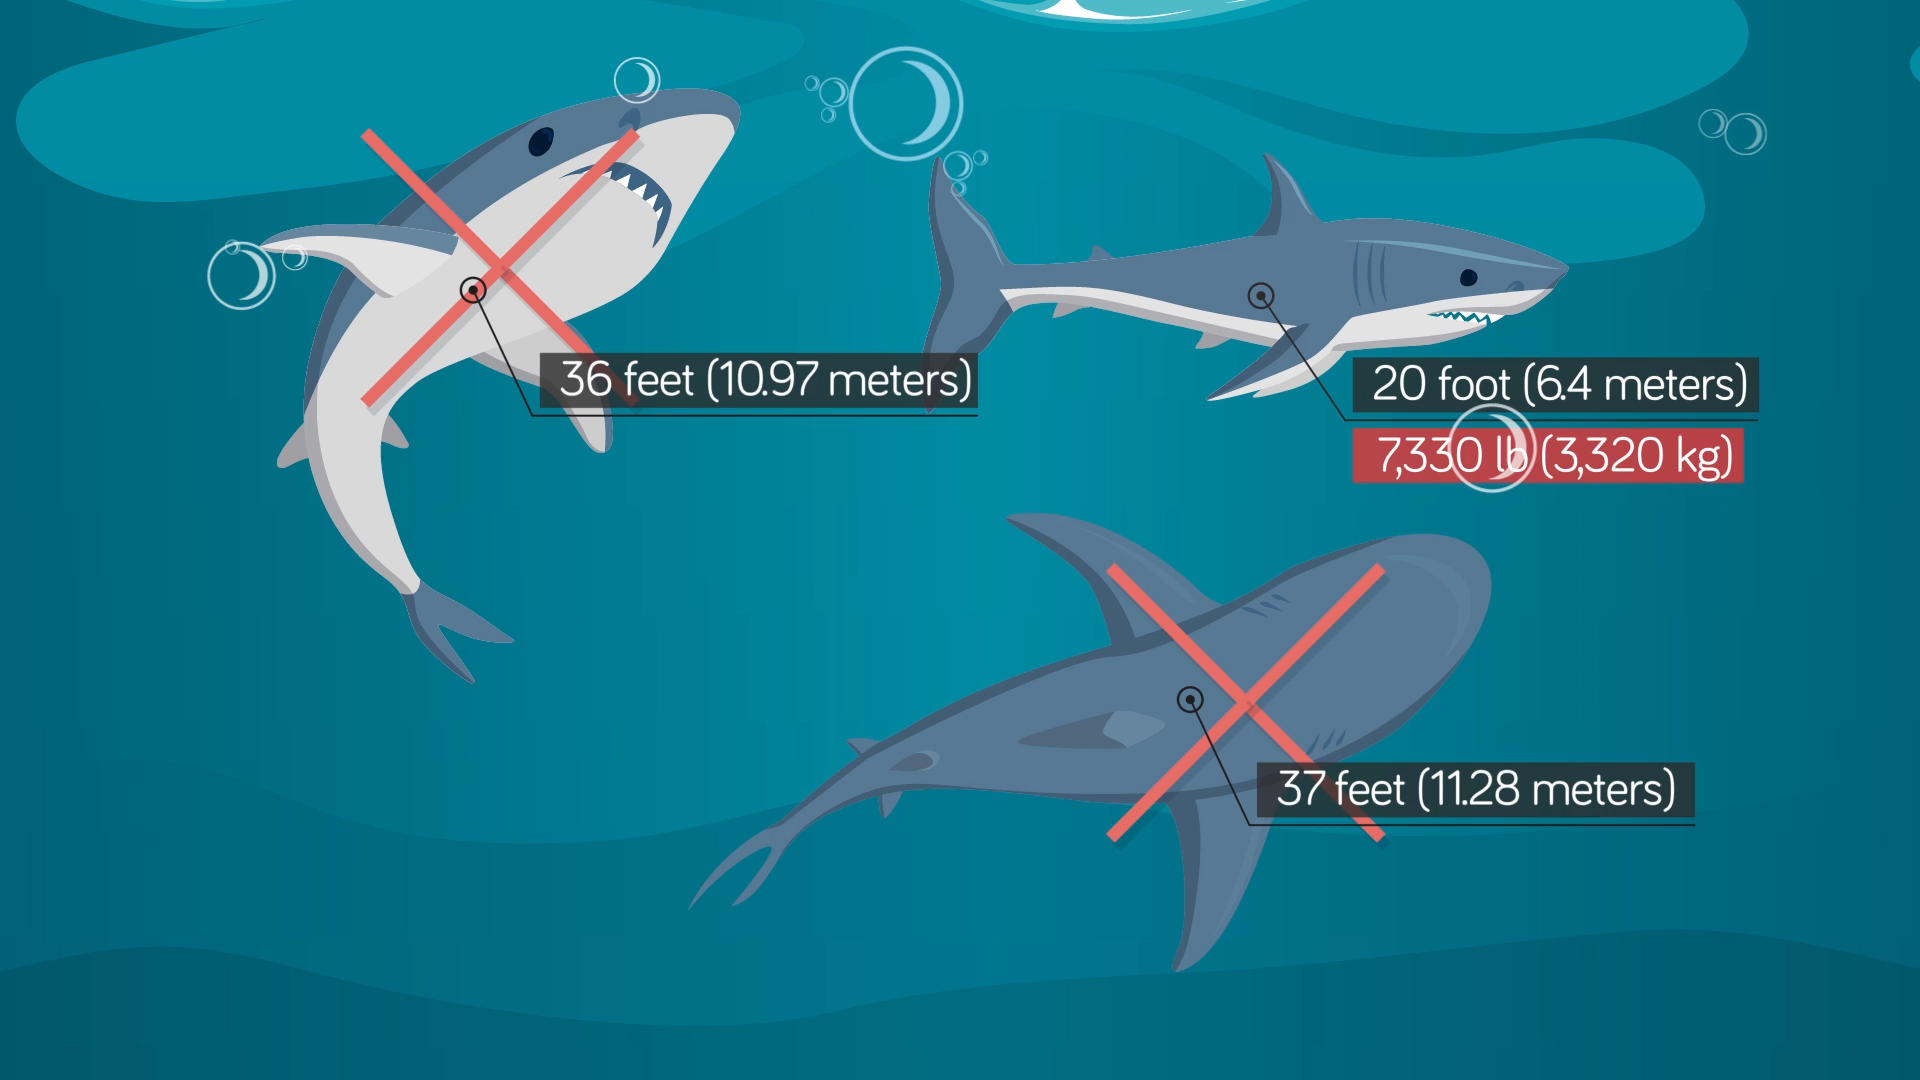 36 feet (10.97 meters)
20 foot (6.4 meters)
7,330 lb (3,320 kg)
37 feet (11.28 meters)